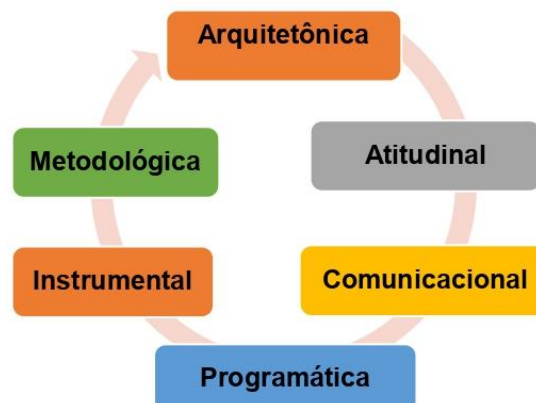 Arquitetônica
Atitudinal
Comunicacional
Programática
Instrumental
Metodológica